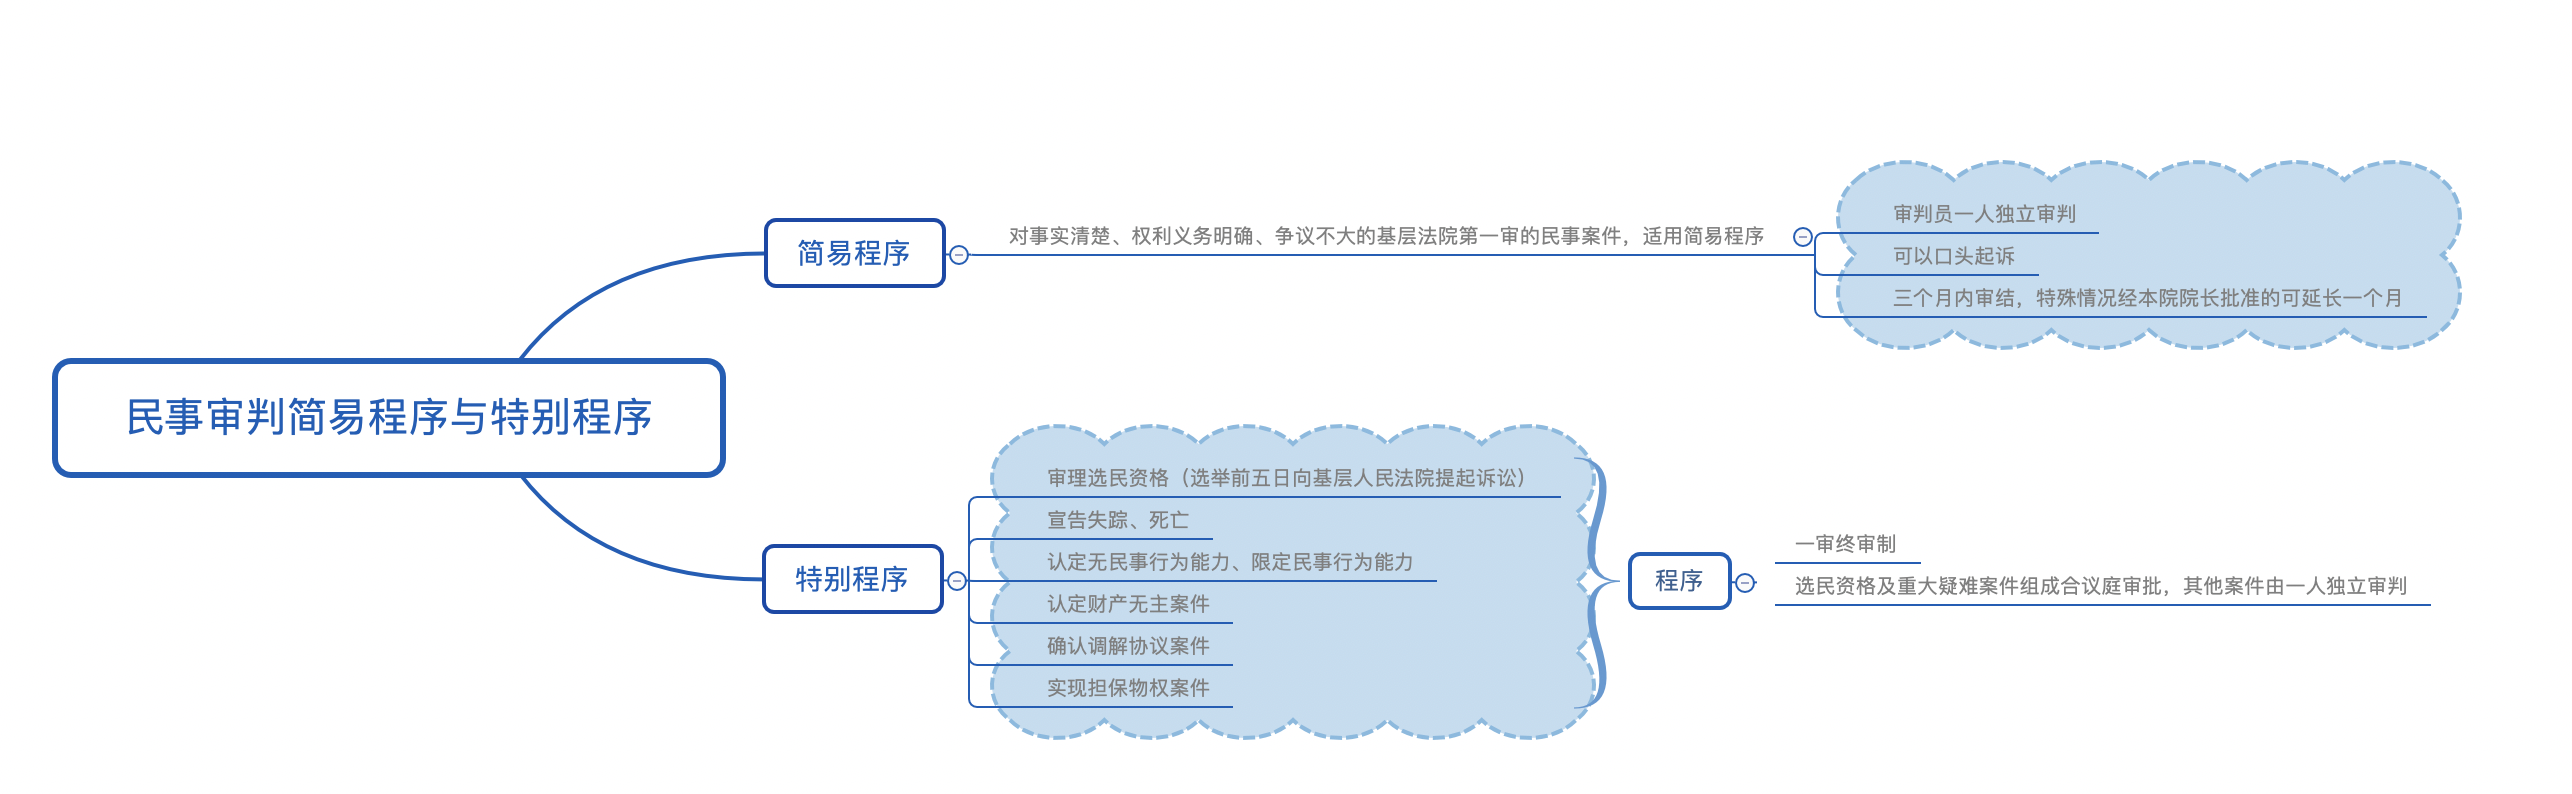 民事审判简易程序与特别程序
简易程序
对事实清楚、权利义务明确、争议不大的基层法院第一审的民事案件，适用简易程序
审判员一人独立审判
可以口头起诉
三个月内审结，特殊情况经本院院长批准的可延长一个月
特别程序
审理选民资格（选举前五日向基层人民法院提起诉讼）
宣告失踪、死亡
认定无民事行为能力、限定民事行为能力
认定财产无主案件
确认调解协议案件
实现担保物权案件
程序
一审终审制
选民资格及重大疑难案件组成合议庭审批，其他案件由一人独立审判